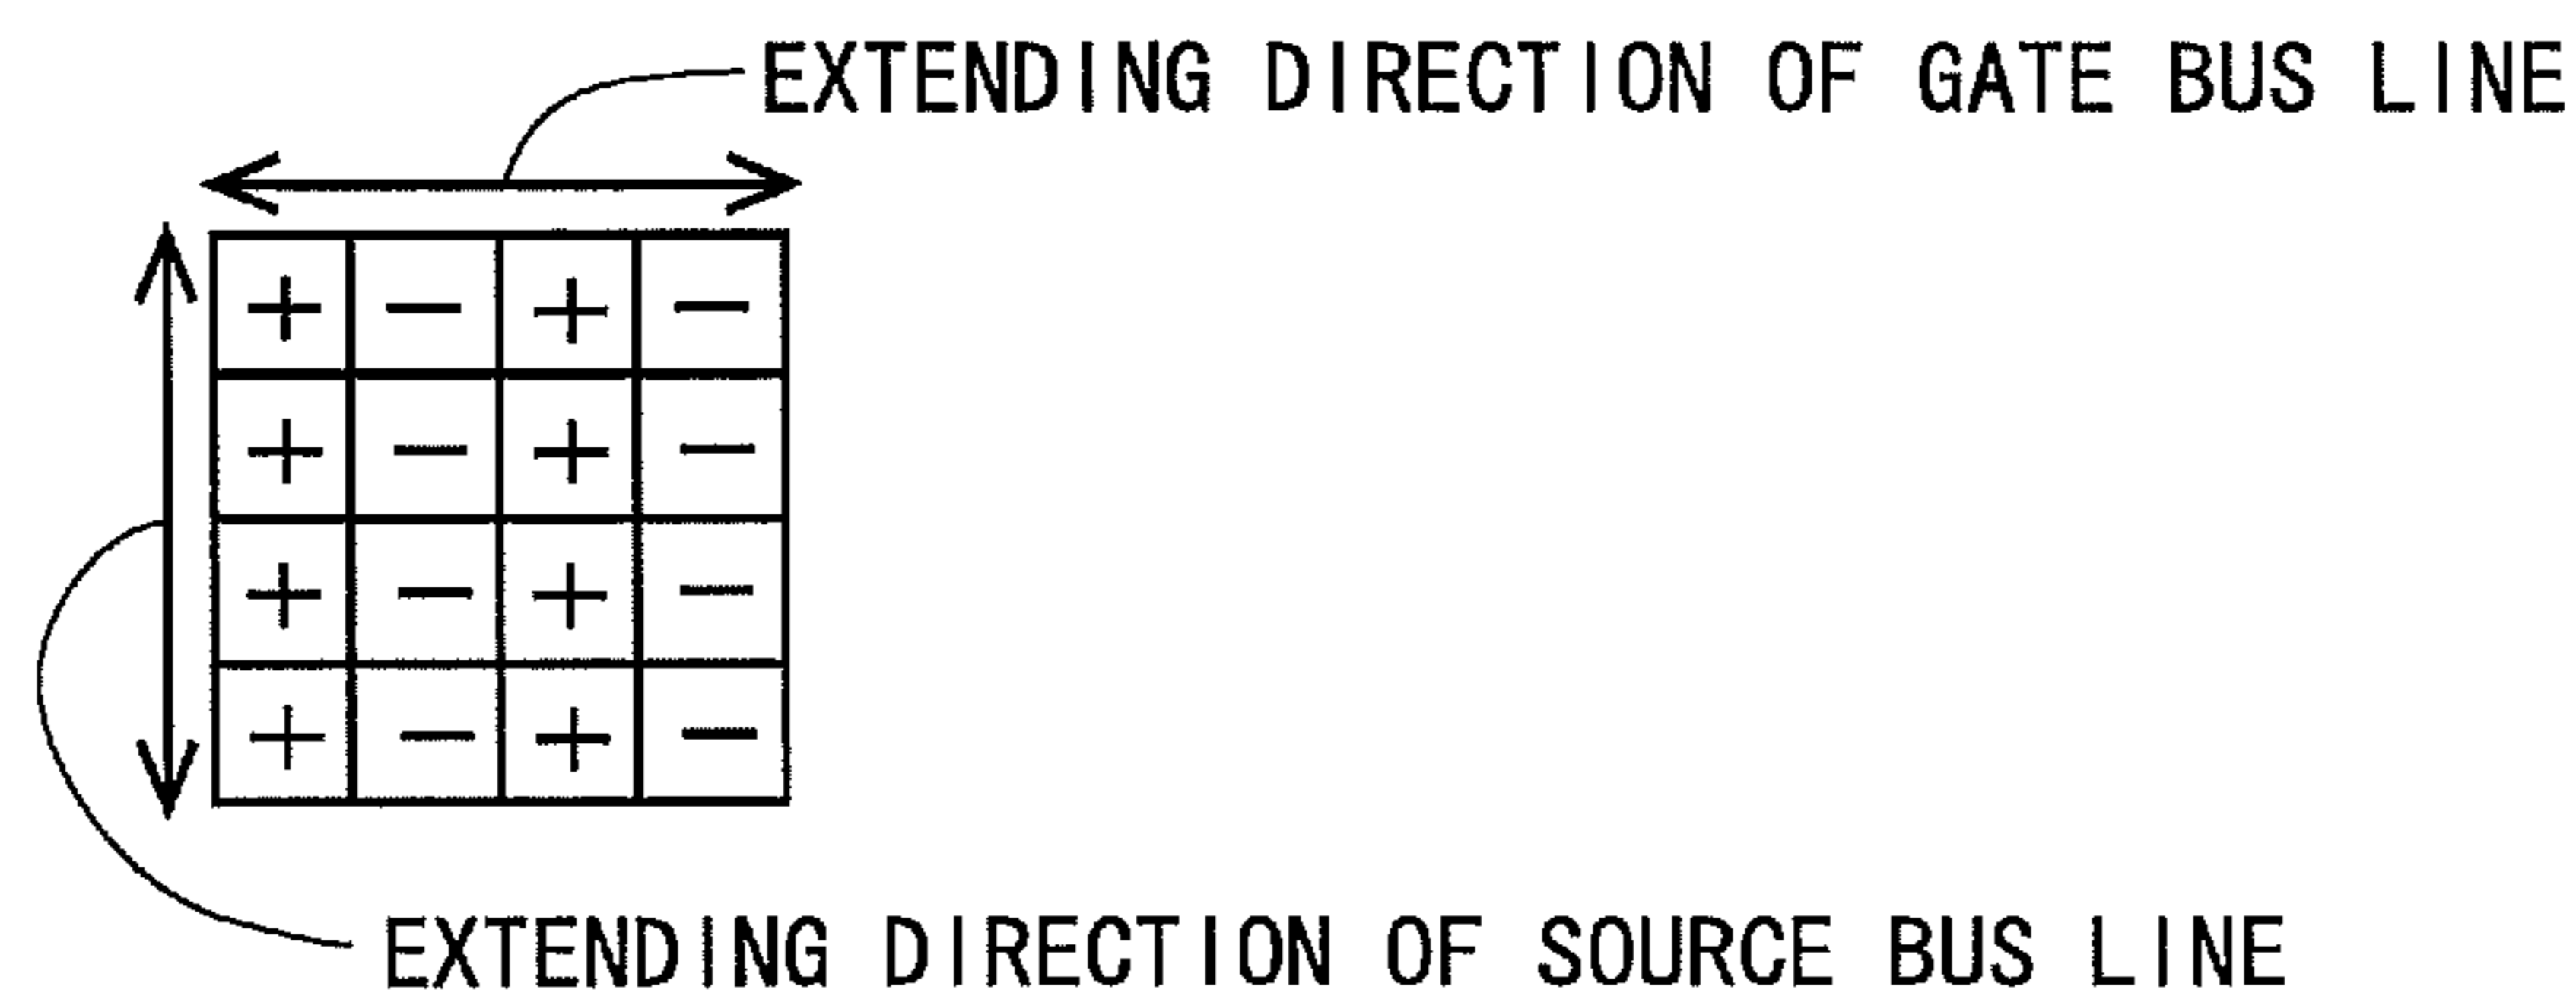 EXTENDING DIRECTION OF GATE BUS LINE
+ − + −
+ − + −
+ − + −
+ − + −
EXTENDING DIRECTION OF SOURCE BUS LINE